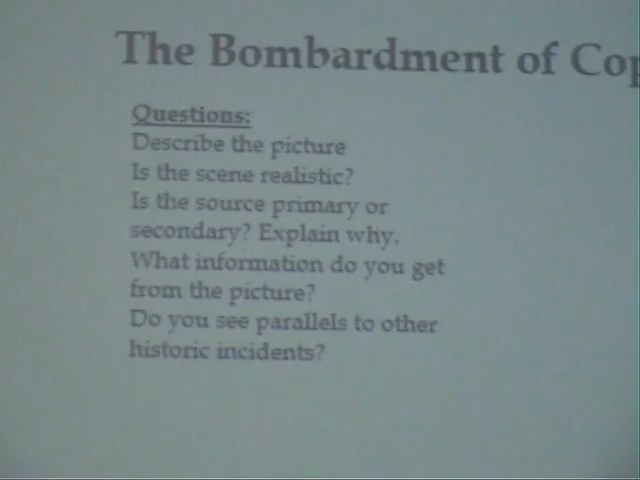 The Bombardment of Cop
Questions:
Describe the picture
Is the scene realistic?
Is the source primary or
secondary? Explain why.
What information do you get
from the picture?
Do you see parallels to other
historic incidents?